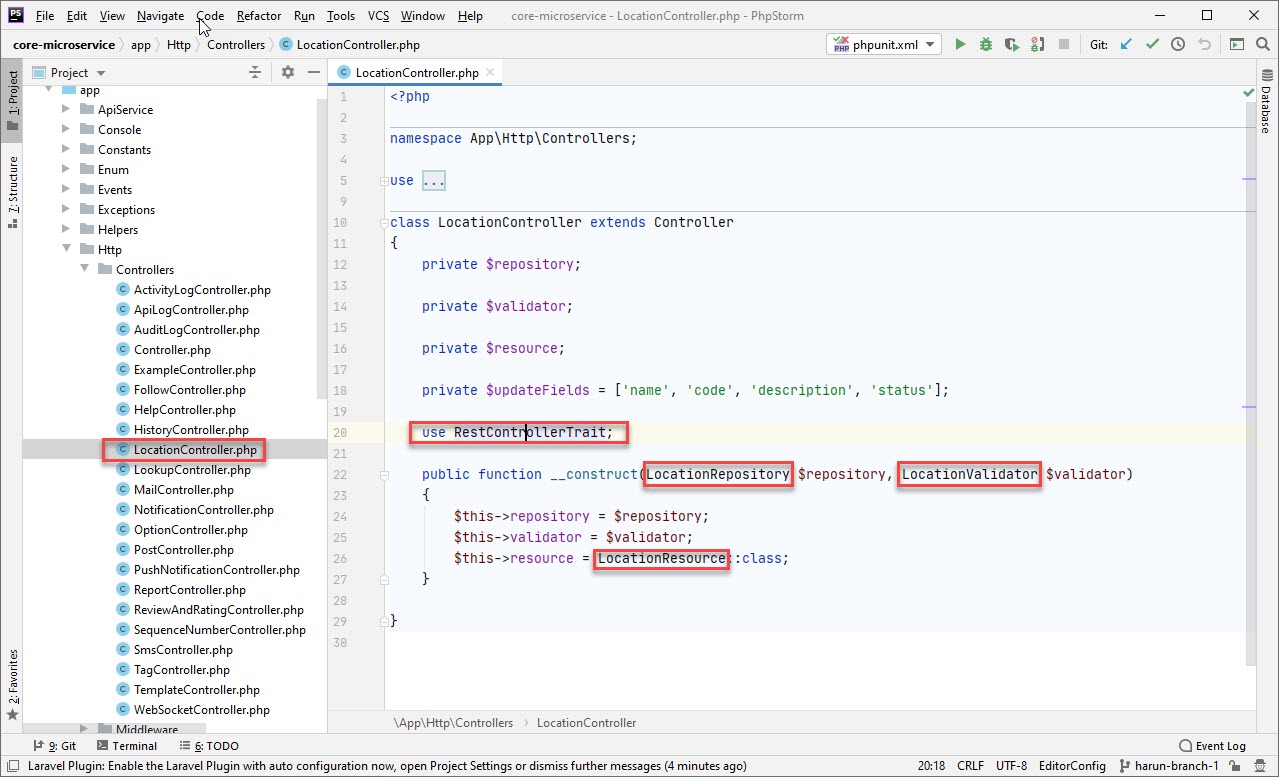 PS File Edit View Navigate Code Refactor Run Tools VCS Window Help core-microservice - LocationController.php - PhpStorm
core-microservice app Http Controllers C LocationController.php PHP phpunit.xml Git:
1: Project
7: Structure
2: Favorites
Project
app
ApiService
Console
Constants
Enum
Events
Exceptions
Helpers
Http
Controllers
C ActivityLogController.php
C ApiLogController.php
C AuditLogController.php
C Controller.php
C ExampleController.php
C FollowController.php
C HelpController.php
C HistoryController.php
C LocationController.php
C LookupController.php
C MailController.php
C NotificationController.php
C OptionController.php
C PostController.php
C PushNotificationController.php
C ReportController.php
C ReviewAndRatingController.php
C SequenceNumberController.php
C SmsController.php
C TagController.php
C TemplateController.php
C WebSocketController.php
Middleware
C LocationController.php
1 <?php
2
3 namespace App\Http\Controllers;
4
5 use ...
9
10 class LocationController extends Controller
11 {
12 private $repository;
13
14 private $validator;
15
16 private $resource;
17
18 private $updateFields = ['name', 'code', 'description', 'status'];
19
20 use RestControllerTrait;
21
22 public function __construct(LocationRepository $repository, LocationValidator $validator)
23 {
24 $this->repository = $repository;
25 $this->validator = $validator;
26 $this->resource = LocationResource::class;
27 }
28
29 }
30
\App\Http\Controllers LocationController
Database
9: Git Terminal 6: TODO Event Log
Laravel Plugin: Enable the Laravel Plugin with auto configuration now, open Project Settings or dismiss further messages (4 minutes ago) 20:18 CRLF UTF-8 EditorConfig harun-branch-1